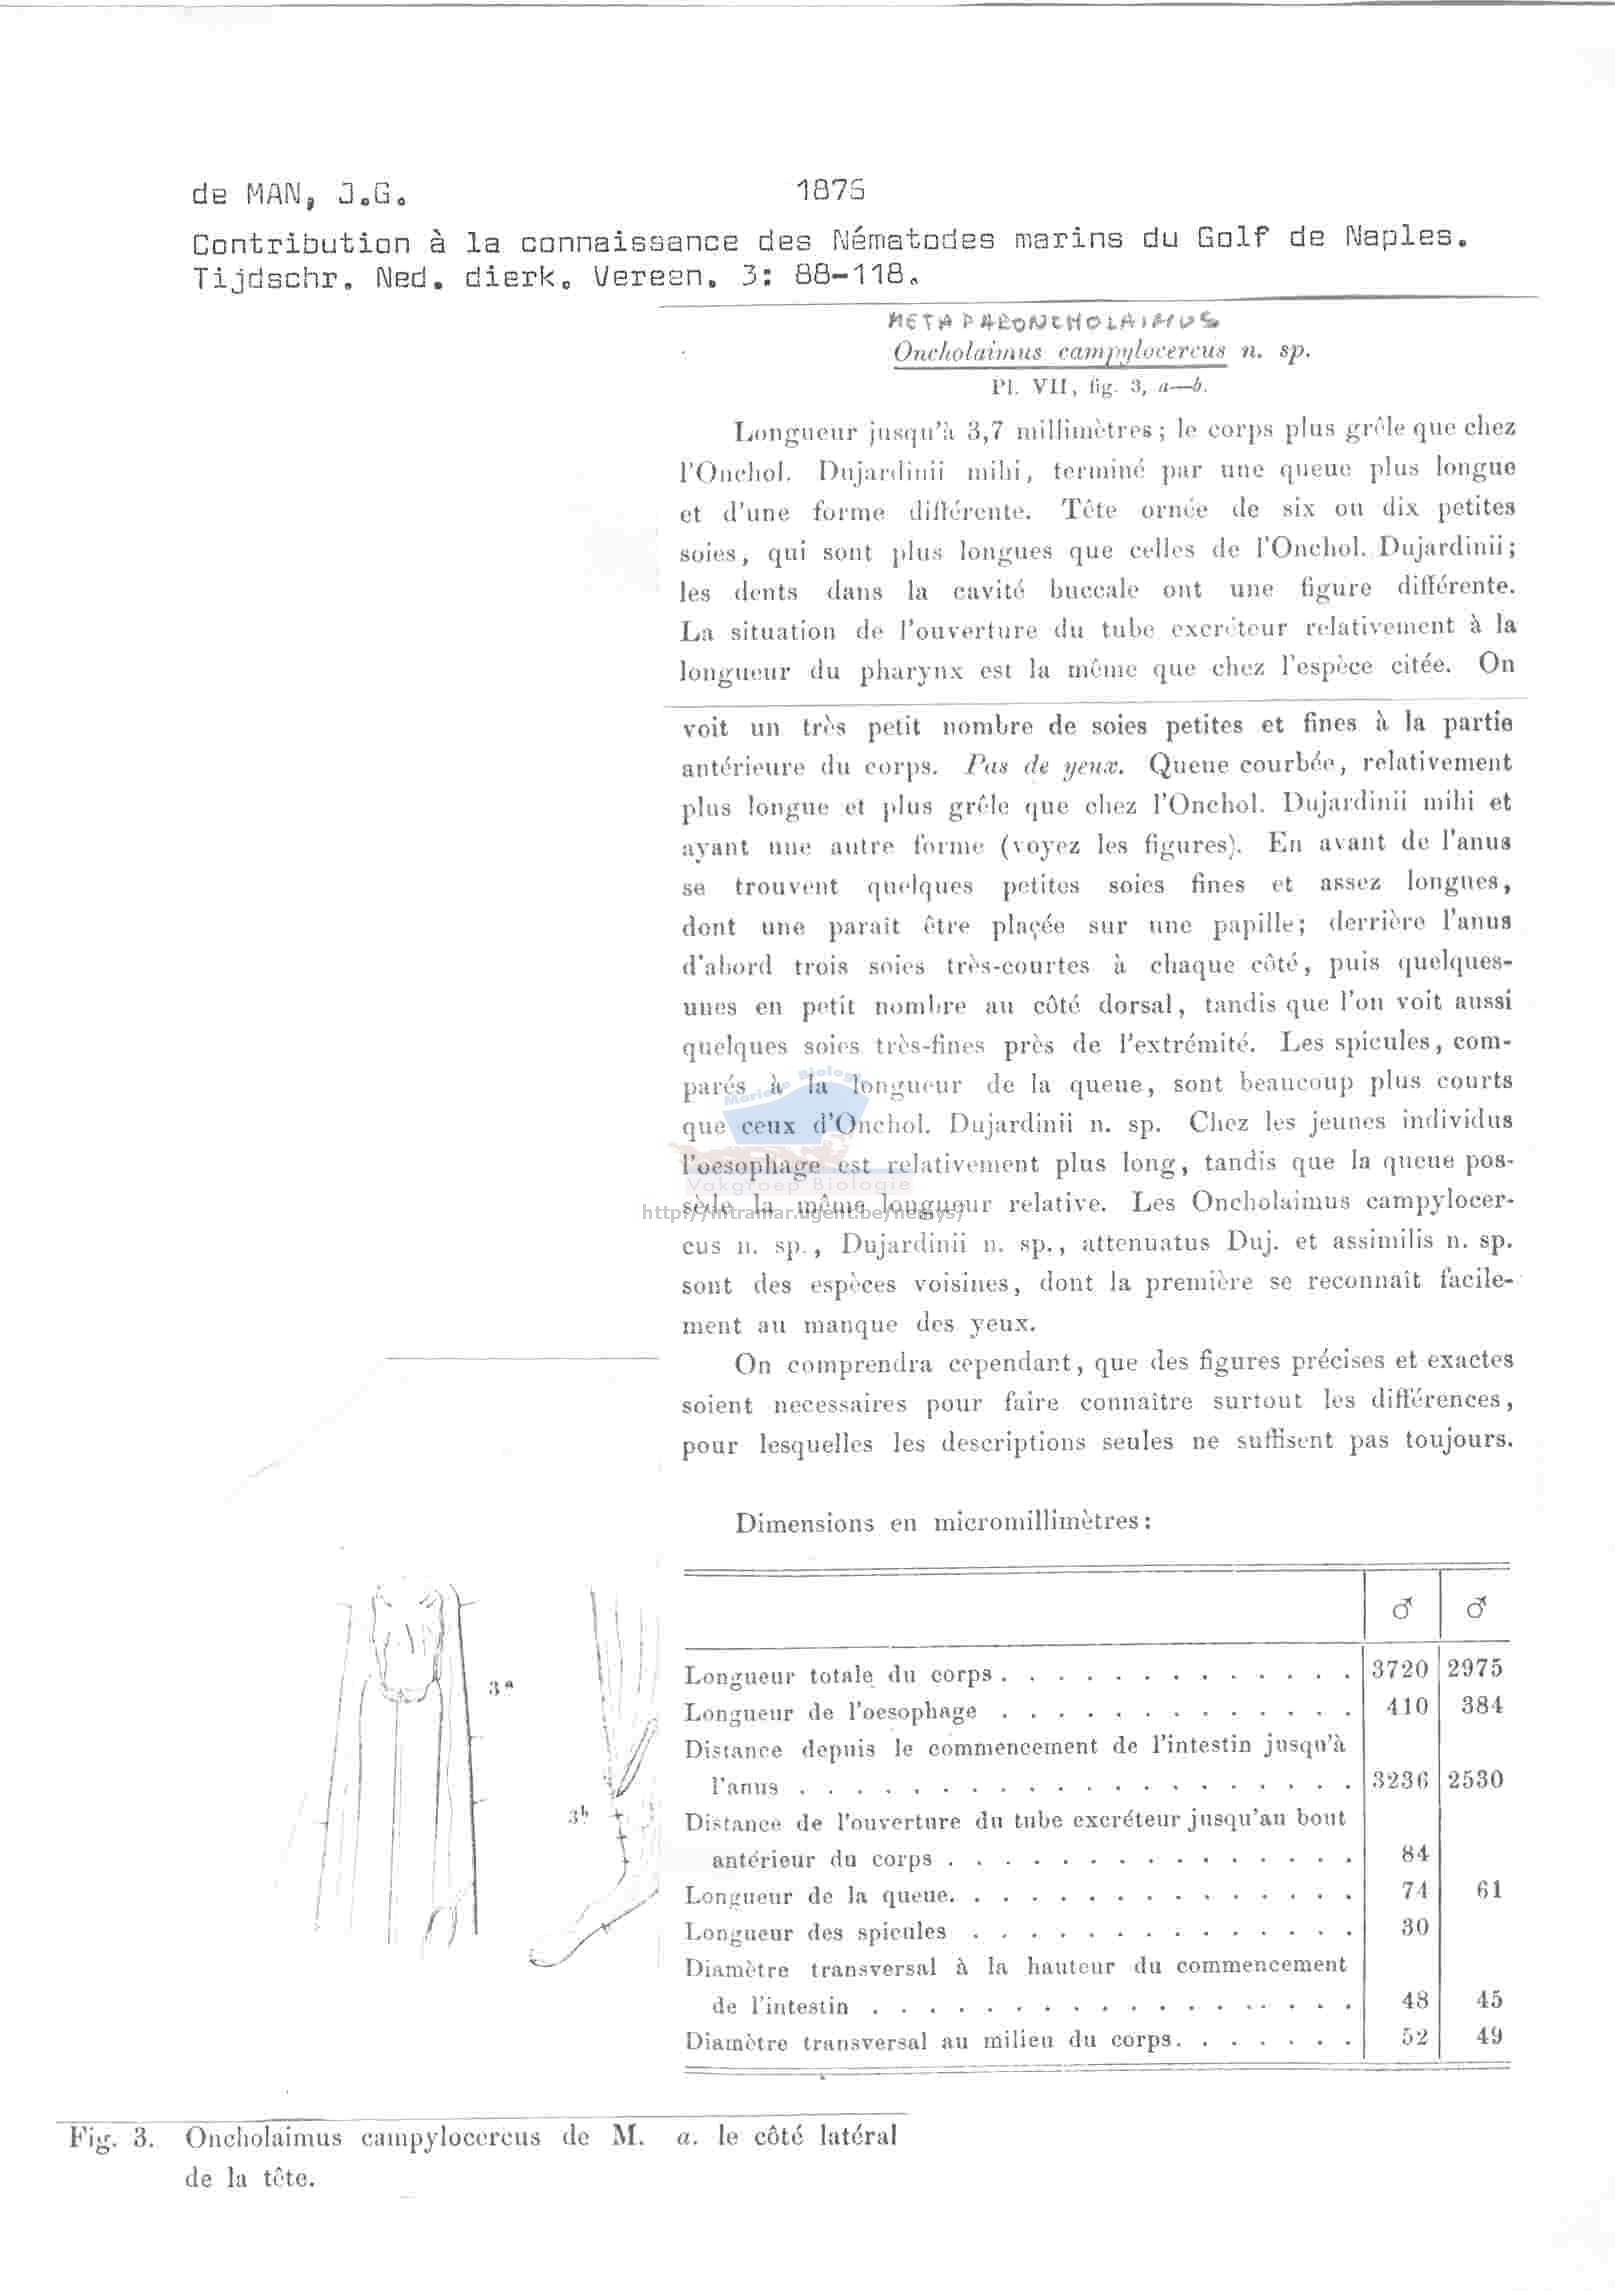 de MAN, J.G. 1876
Contribution à la connaissance des Nématodes marins du Golf de Naples.
Tijdschr. Ned. dierk. Vereen. 3: 88-118.
METAPARONCHOLAIMUS
Oncholaimus campylocercus n. sp.
Pl. VII, fig. 3, a—b.
Longueur jusqu'à 3,7 millimètres; le corps plus grêle que chez
l'Onchol. Dujardinii mihi, terminé par une queue plus longue
et d'une forme différente. Tête ornée de six ou dix petites
soies, qui sont plus longues que celles de l'Onchol. Dujardinii;
les dents dans la cavité buccale ont une figure différente.
La situation de l'ouverture du tube excréteur relativement à la
longueur du pharynx est la même que chez l'espèce citée. On
voit un très petit nombre de soies petites et fines à la partie
antérieure du corps. Pas de yeux. Queue courbée, relativement
plus longue et plus grêle que chez l'Onchol. Dujardinii mihi et
ayant une autre forme (voyez les figures). En avant de l'anus
se trouvent quelques petites soies fines et assez longues,
dont une parait être plaçée sur une papille; derrière l'anus
d'abord trois soies très-courtes à chaque côté, puis quelques-
unes en petit nombre au côté dorsal, tandis que l'on voit aussi
quelques soies très-fines près de l'extrémité. Les spicules, com-
parés à la longueur de la queue, sont beaucoup plus courts
que ceux d'Onchol. Dujardinii n. sp. Chez les jeunes individus
l'oesophage est relativement plus long, tandis que la queue pos-
sède la même longueur relative. Les Oncholaimus campylocer-
cus n. sp., Dujardinii n. sp., attenuatus Duj. et assimilis n. sp.
sont des espèces voisines, dont la première se reconnaît facile-
ment au manque des yeux.
On comprendra cependant, que des figures précises et exactes
soient necessaires pour faire connaitre surtout les différences,
pour lesquelles les descriptions seules ne suffisent pas toujours.
Marine Biology
Vakgroep Biologie
http://intramar.ugent.be/nemys/
Dimensions en micromillimètres:
♂ ♂
Longueur totale du corps . . . . . . . . . . . . . 3720 2975
Longueur de l'oesophage . . . . . . . . . . . . . 410 384
Distance depuis le commencement de l'intestin jusqu'à
l'anus . . . . . . . . . . . . . . . . . . . . 3236 2530
Distance de l'ouverture du tube excréteur jusqu'au bout
antérieur du corps . . . . . . . . . . . . . . . 84
Longueur de la queue. . . . . . . . . . . . . . . 74 61
Longueur des spicules . . . . . . . . . . . . . . 30
Diamètre transversal à la hauteur du commencement
de l'intestin . . . . . . . . . . . . . . . . . 48 45
Diamètre transversal au milieu du corps. . . . . . . 52 49
3a
3b
Fig. 3. Oncholaimus campylocercus de M. a. le côté latéral
de la tête.